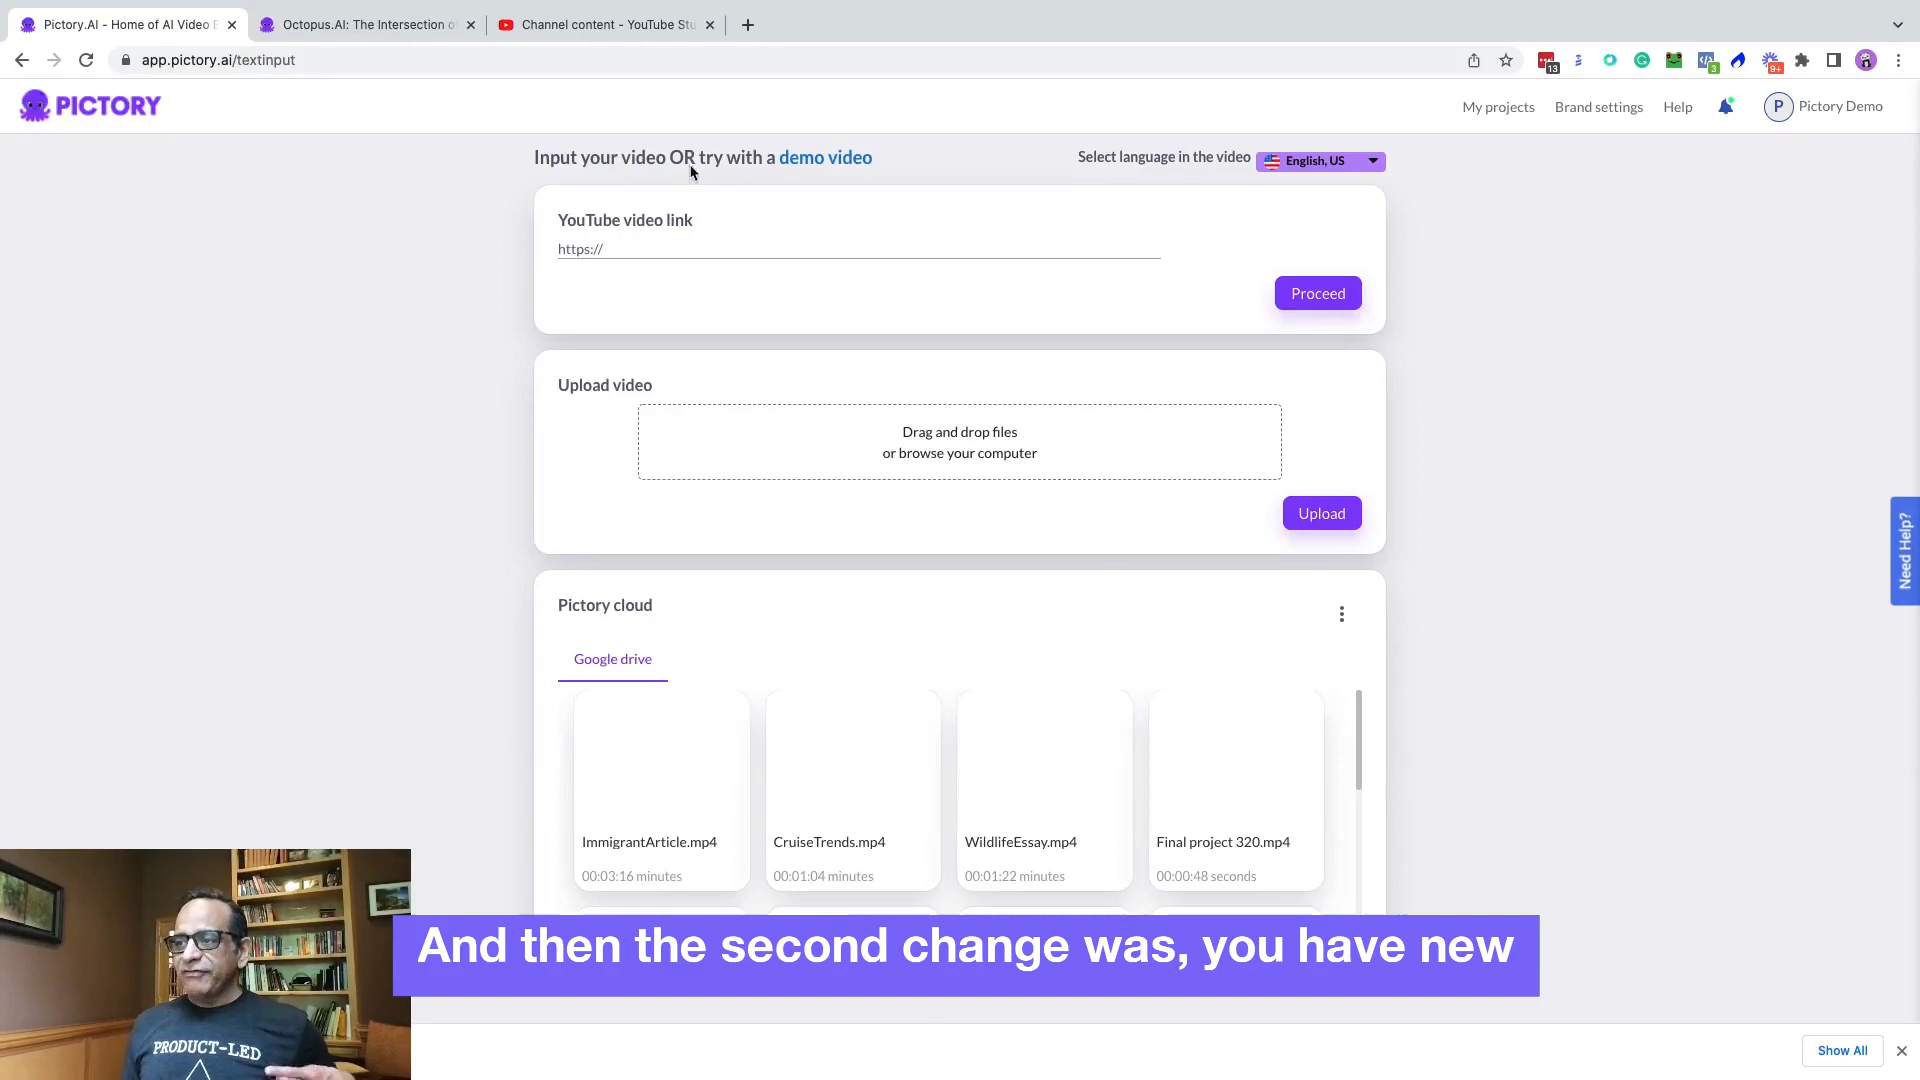 Pictory.AI - Home of AI Video E
Octopus.AI: The Intersection o
Channel content - YouTube Stu
app.pictory.ai/textinput
13
3
9+
PICTORY
My projects
Brand settings
Help
P
Pictory Demo
Input your video OR try with a demo video
Select language in the video
English, US
YouTube video link
https://
Proceed
Upload video
Drag and drop files
or browse your computer
Upload
Need Help?
Pictory cloud
Google drive
ImmigrantArticle.mp4
00:03:16 minutes
CruiseTrends.mp4
00:01:04 minutes
WildlifeEssay.mp4
00:01:22 minutes
Final project 320.mp4
00:00:48 seconds
And then the second change was, you have new
PRODUCT-LED
Show All